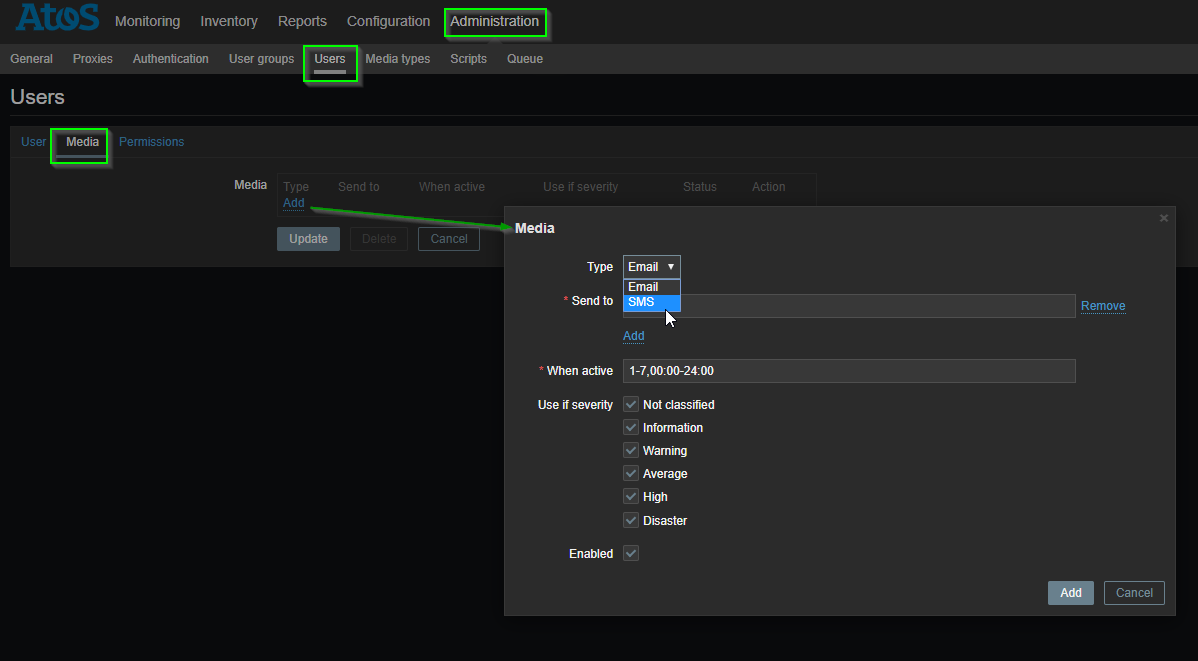 Atos Monitoring Inventory Reports Configuration Administration
General Proxies Authentication User groups Users Media types Scripts Queue
Users
User Media Permissions
Media Type Send to When active Use if severity Status Action
Add
Update Delete Cancel
Media
Type Email
Email
* Send to SMS Remove
Add
* When active 1-7,00:00-24:00
Use if severity Not classified
Information
Warning
Average
High
Disaster
Enabled
Add Cancel